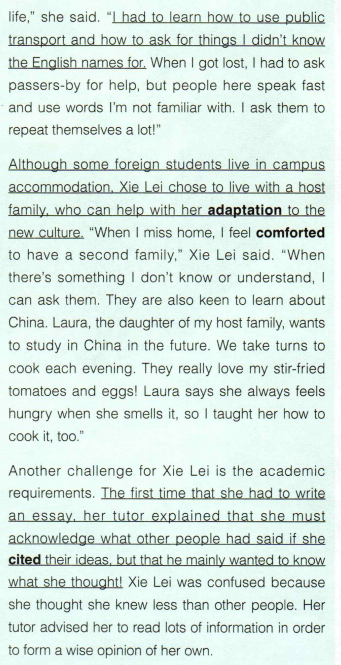 life,” she said. “I had to learn how to use public
transport and how to ask for things I didn’t know
the English names for. When I got lost, I had to ask
passers-by for help, but people here speak fast
and use words I'm not familiar with. I ask them to
repeat themselves a lot!”
Although some foreign students live in campus
accommodation, Xie Lei chose to live with a host
family, who can help with her adaptation to the
new culture. “When I miss home, I feel comforted
to have a second family,” Xie Lei said. “When
there’s something I don’t know or understand, I
can ask them. They are also keen to learn about
China. Laura, the daughter of my host family, wants
to study in China in the future. We take turns to
cook each evening. They really love my stir-fried
tomatoes and eggs! Laura says she always feels
hungry when she smells it, so I taught her how to
cook it, too.”
Another challenge for Xie Lei is the academic
requirements. The first time that she had to write
an essay, her tutor explained that she must
acknowledge what other people had said if she
cited their ideas, but that he mainly wanted to know
what she thought! Xie Lei was confused because
she thought she knew less than other people. Her
tutor advised her to read lots of information in order
to form a wise opinion of her own.